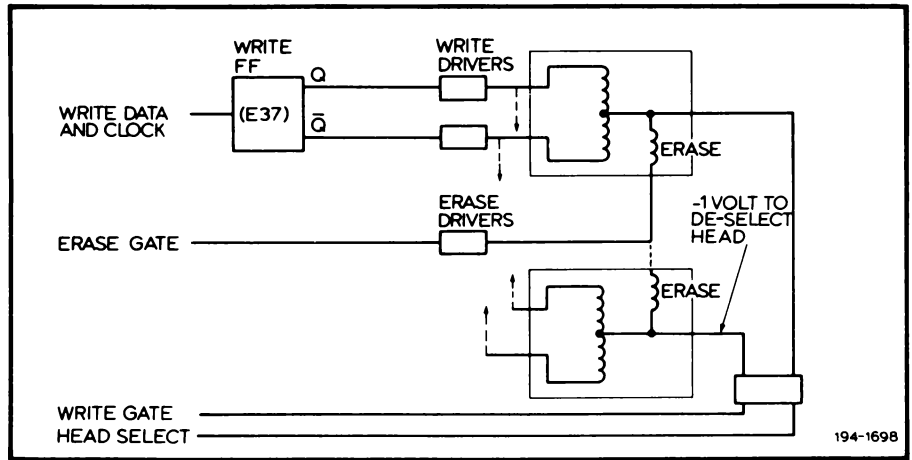 WRITE
FF
Q
Q̅
(E37)
WRITE DATA
AND CLOCK
WRITE
DRIVERS
ERASE
ERASE
DRIVERS
ERASE GATE
-1 VOLT TO
DE-SELECT
HEAD
ERASE
WRITE GATE
HEAD SELECT
194-1698